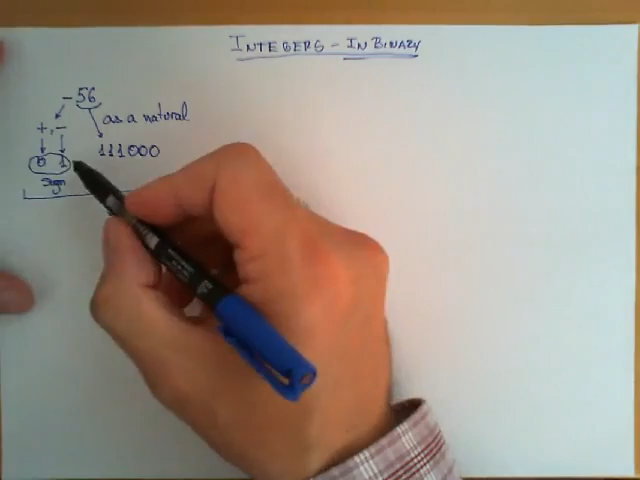 INTEGERS - IN BINARY
-56
as a natural
+, -
111000
0 1
Sign